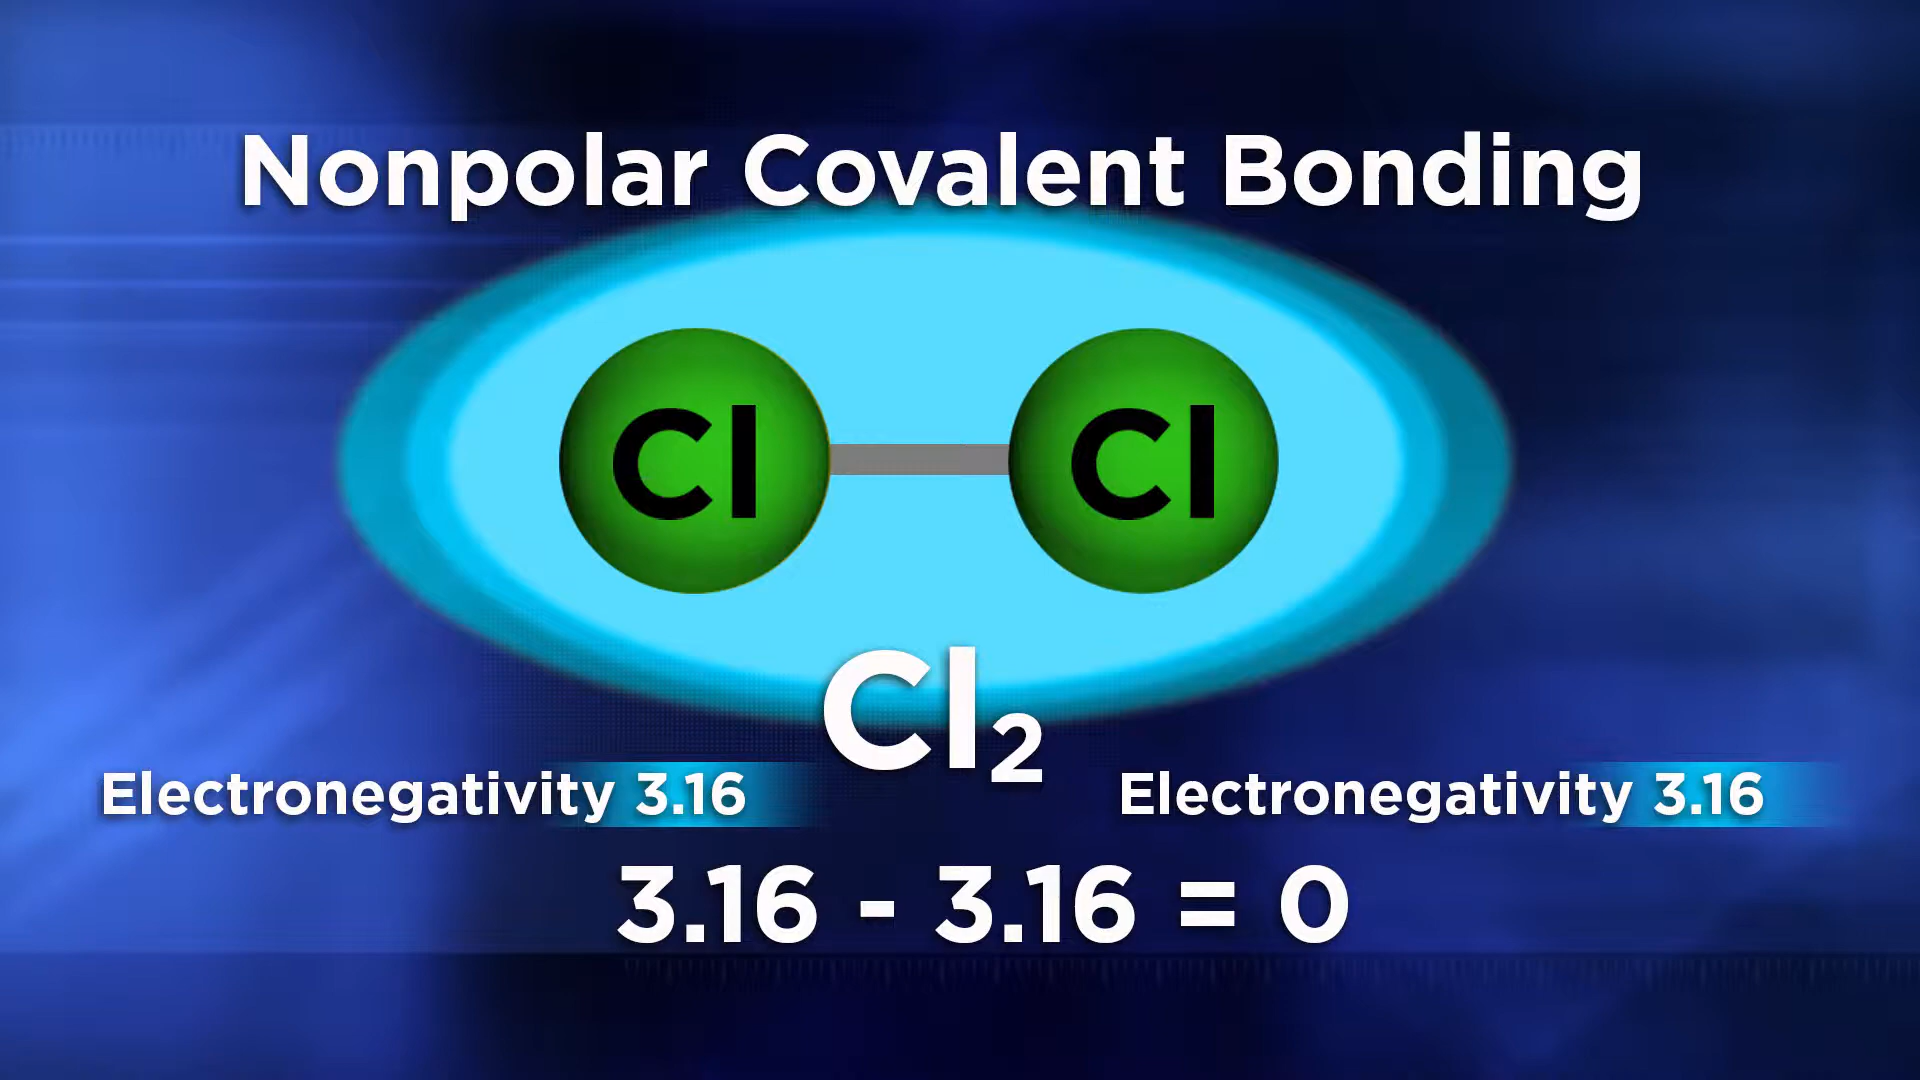 Nonpolar Covalent Bonding
Cl Cl
Cl₂
Electronegativity 3.16 Electronegativity 3.16
3.16 - 3.16 = 0